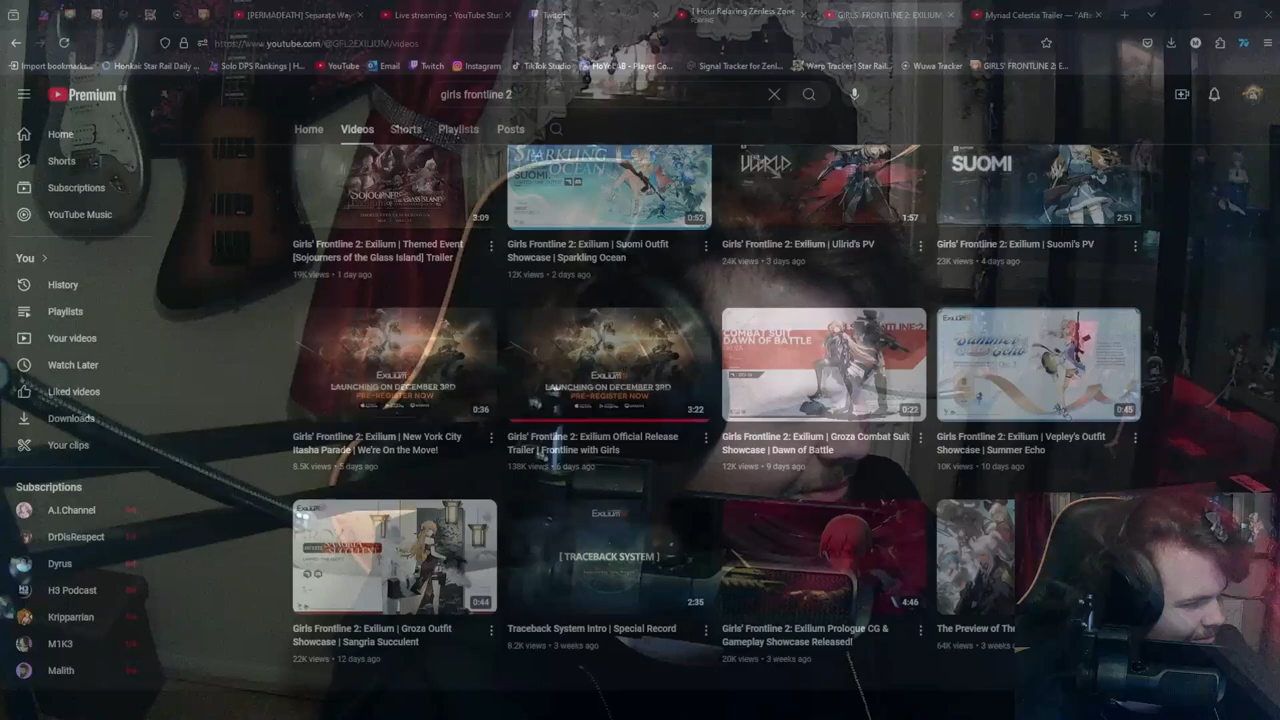 [PERMADEATH] Separate Way
Live streaming - YouTube Stud
Twitch
1 Hour Relaxing Zenless Zone
PLAYING
GIRLS' FRONTLINE 2: EXILIUM
Myriad Celestia Trailer — "Afte
https://www.youtube.com/@GFL2EXILIUM/videos
Import bookmarks...
Honkai: Star Rail Daily ...
Solo DPS Rankings | H...
YouTube
Email
Twitch
Instagram
TikTok Studio
HoYoLAB - Player Co...
Signal Tracker for Zenl...
Warp Tracker | Star Rail...
Wuwa Tracker
GIRLS' FRONTLINE 2: E...
Premium
GB
girls frontline 2
Home
Shorts
Subscriptions
YouTube Music
You
History
Playlists
Your videos
Watch Later
Liked videos
Downloads
Your clips
Subscriptions
A.I.Channel
DrDisRespect
Dyrus
H3 Podcast
Kripparrian
M1K3
Malith
Home
Videos
Shorts
Playlists
Posts
3:09
Girls' Frontline 2: Exilium | Themed Event
[Sojourners of the Glass Island] Trailer
19K views • 1 day ago
SPARKLING
OCEAN
SUOMI
0:52
Girls Frontline 2: Exilium | Suomi Outfit
Showcase | Sparkling Ocean
12K views • 2 days ago
1:57
Girls' Frontline 2: Exilium | Ullrid's PV
24K views • 3 days ago
SUOMI
2:51
Girls' Frontline 2: Exilium | Suomi's PV
23K views • 4 days ago
EXILIUM
LAUNCHING ON DECEMBER 3RD
PRE-REGISTER NOW
0:36
Girls' Frontline 2: Exilium | New York City
Itasha Parade | We're On the Move!
8.5K views • 5 days ago
EXILIUM
LAUNCHING ON DECEMBER 3RD
PRE-REGISTER NOW
3:22
Girls' Frontline 2: Exilium Official Release
Trailer | Frontline with Girls
138K views • 6 days ago
COMBAT SUIT
DAWN OF BATTLE
0:22
Girls Frontline 2: Exilium | Groza Combat Suit
Showcase | Dawn of Battle
12K views • 9 days ago
Summer
Echo
0:45
Girls' Frontline 2: Exilium | Vepley's Outfit
Showcase | Summer Echo
10K views • 10 days ago
0:44
Girls Frontline 2: Exilium | Groza Outfit
Showcase | Sangria Succulent
22K views • 12 days ago
EXILIUM
[ TRACEBACK SYSTEM ]
2:35
Traceback System Intro | Special Record
8.2K views • 3 weeks ago
4:46
Girls' Frontline 2: Exilium Prologue CG &
Gameplay Showcase Released!
20K views • 3 weeks ago
The Preview of The
64K views • 3 weeks